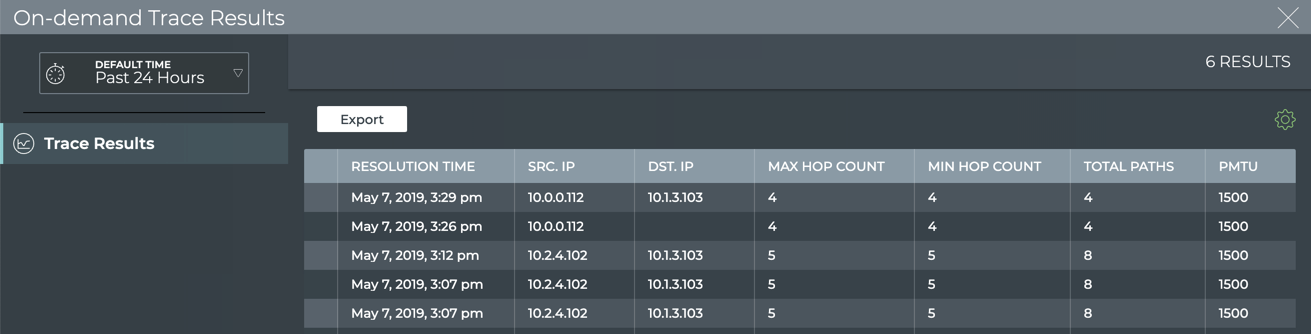 On-demand Trace Results
DEFAULT TIME
Past 24 Hours
6 RESULTS
Trace Results
Export
RESOLUTION TIME SRC. IP DST. IP MAX HOP COUNT MIN HOP COUNT TOTAL PATHS PMTU
May 7, 2019, 3:29 pm 10.0.0.112 10.1.3.103 4 4 4 1500
May 7, 2019, 3:26 pm 10.0.0.112 4 4 4 1500
May 7, 2019, 3:12 pm 10.2.4.102 10.1.3.103 5 5 8 1500
May 7, 2019, 3:07 pm 10.2.4.102 10.1.3.103 5 5 8 1500
May 7, 2019, 3:07 pm 10.2.4.102 10.1.3.103 5 5 8 1500